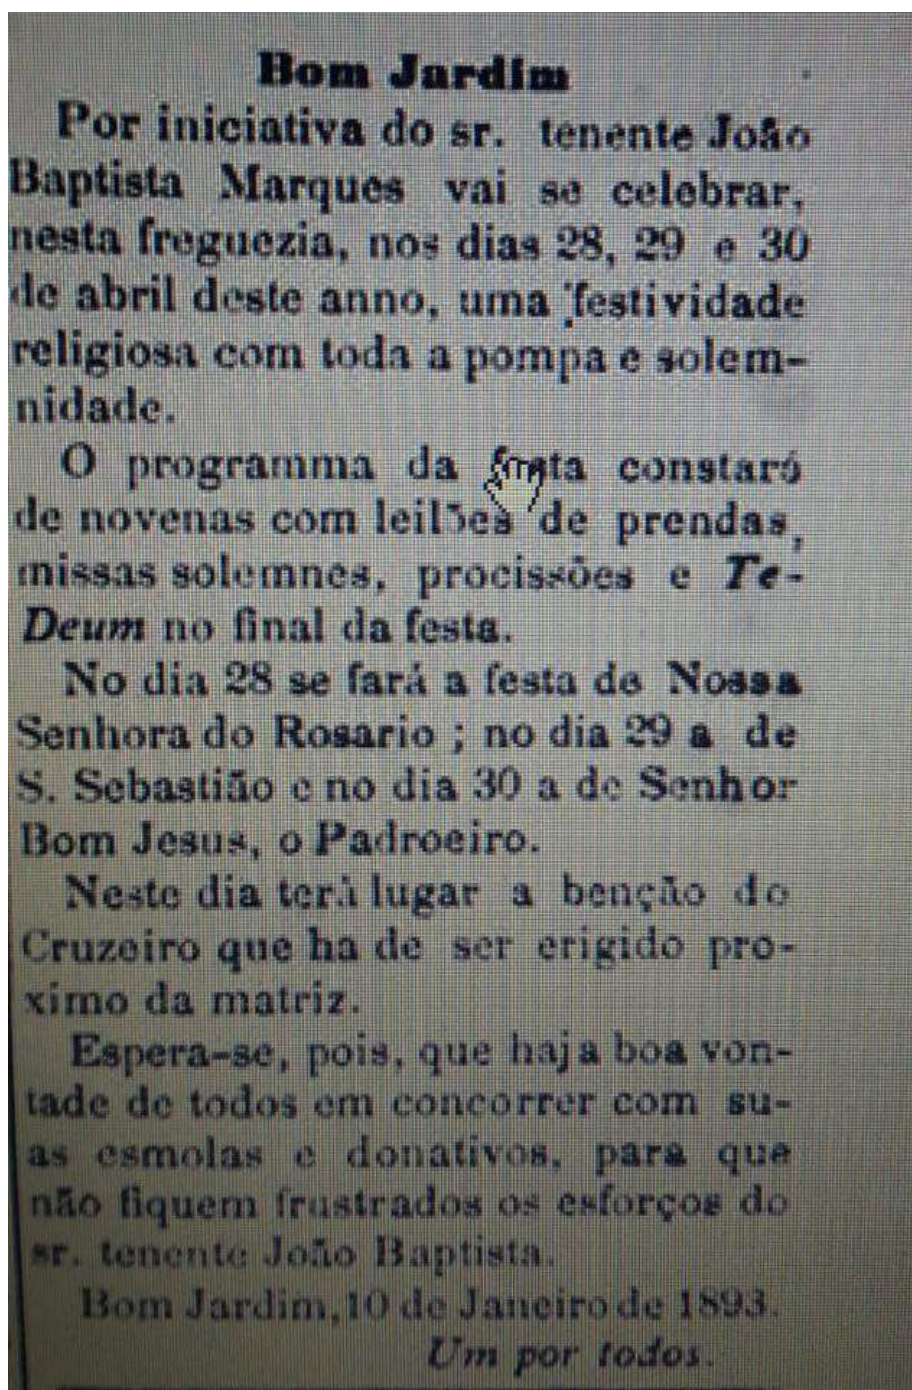 Bom Jardim
Por iniciativa do sr. tenente João
Baptista Marques vai se celebrar,
nesta freguezia, nos dias 28, 29 e 30
de abril deste anno, uma festividade
religiosa com toda a pompa e solem-
nidade.
O programma da festa constará
de novenas com leilões de prendas,
missas solemnes, procissões e Te-
Deum no final da festa.
No dia 28 se fará a festa de Nossa
Senhora do Rosario ; no dia 29 a de
S. Sebastião e no dia 30 a de Senhor
Bom Jesus, o Padroeiro.
Neste dia terà lugar a benção do
Cruzeiro que ha de ser erigido pro-
ximo da matriz.
Espera-se, pois, que haja boa von-
tade de todos em concorrer com su-
as esmolas e donativos, para que
não fiquem frustrados os esforços do
sr. tenente João Baptista.
Bom Jardim, 10 de Janeiro de 1893.
Um por todos.